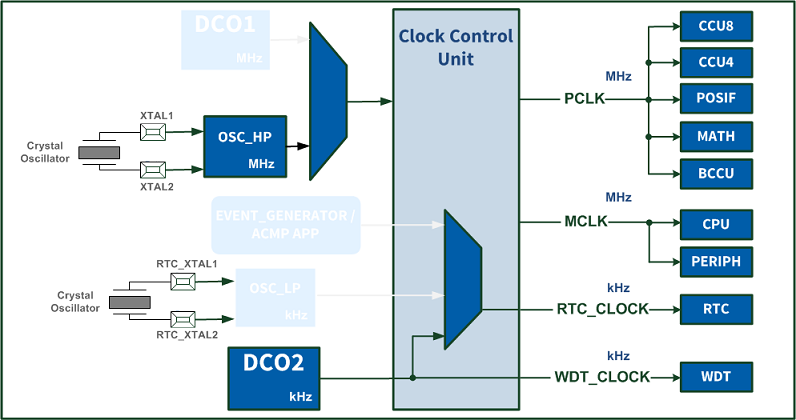 DCO1
MHz
Clock Control
Unit
XTAL1
OSC_HP
MHz
Crystal
Oscillator
XTAL2
EVENT_GENERATOR /
ACMP APP
RTC_XTAL1
OSC_LP
kHz
Crystal
Oscillator
RTC_XTAL2
DCO2
kHz
MHz
PCLK
CCU8
CCU4
POSIF
MATH
BCCU
MHz
MCLK
CPU
PERIPH
kHz
RTC_CLOCK
RTC
kHz
WDT_CLOCK
WDT